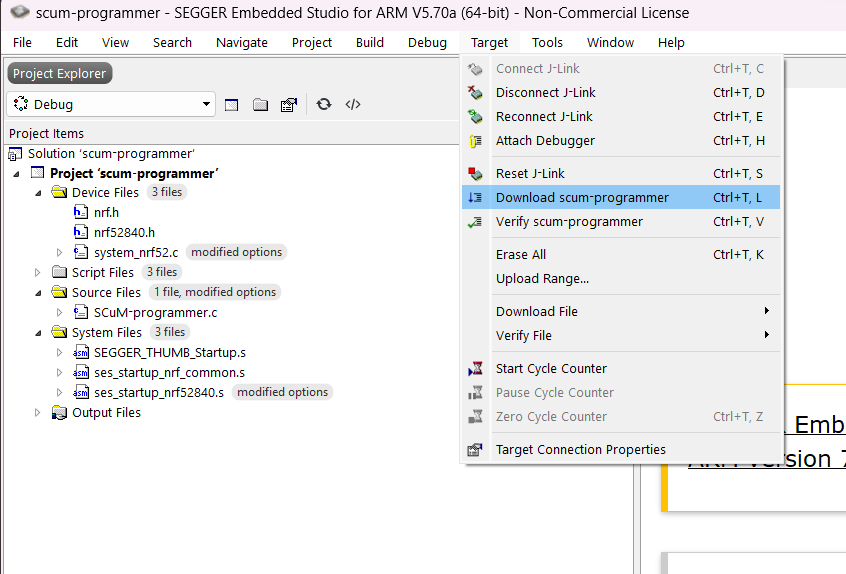 scum-programmer - SEGGER Embedded Studio for ARM V5.70a (64-bit) - Non-Commercial License
File Edit View Search Navigate Project Build Debug Target Tools Window Help
Project Explorer
Debug
Project Items
Solution 'scum-programmer'
Project 'scum-programmer'
Device Files 3 files
nrf.h
nrf52840.h
system_nrf52.c modified options
Script Files 3 files
Source Files 1 file, modified options
SCuM-programmer.c
System Files 3 files
SEGGER_THUMB_Startup.s
ses_startup_nrf_common.s
ses_startup_nrf52840.s modified options
Output Files
Connect J-Link Ctrl+T, C
Disconnect J-Link Ctrl+T, D
Reconnect J-Link Ctrl+T, E
Attach Debugger Ctrl+T, H
Reset J-Link Ctrl+T, S
Download scum-programmer Ctrl+T, L
Verify scum-programmer Ctrl+T, V
Erase All Ctrl+T, K
Upload Range...
Download File
Verify File
Start Cycle Counter
Pause Cycle Counter
Zero Cycle Counter Ctrl+T, Z
Target Connection Properties
Emb
ARM Version 7